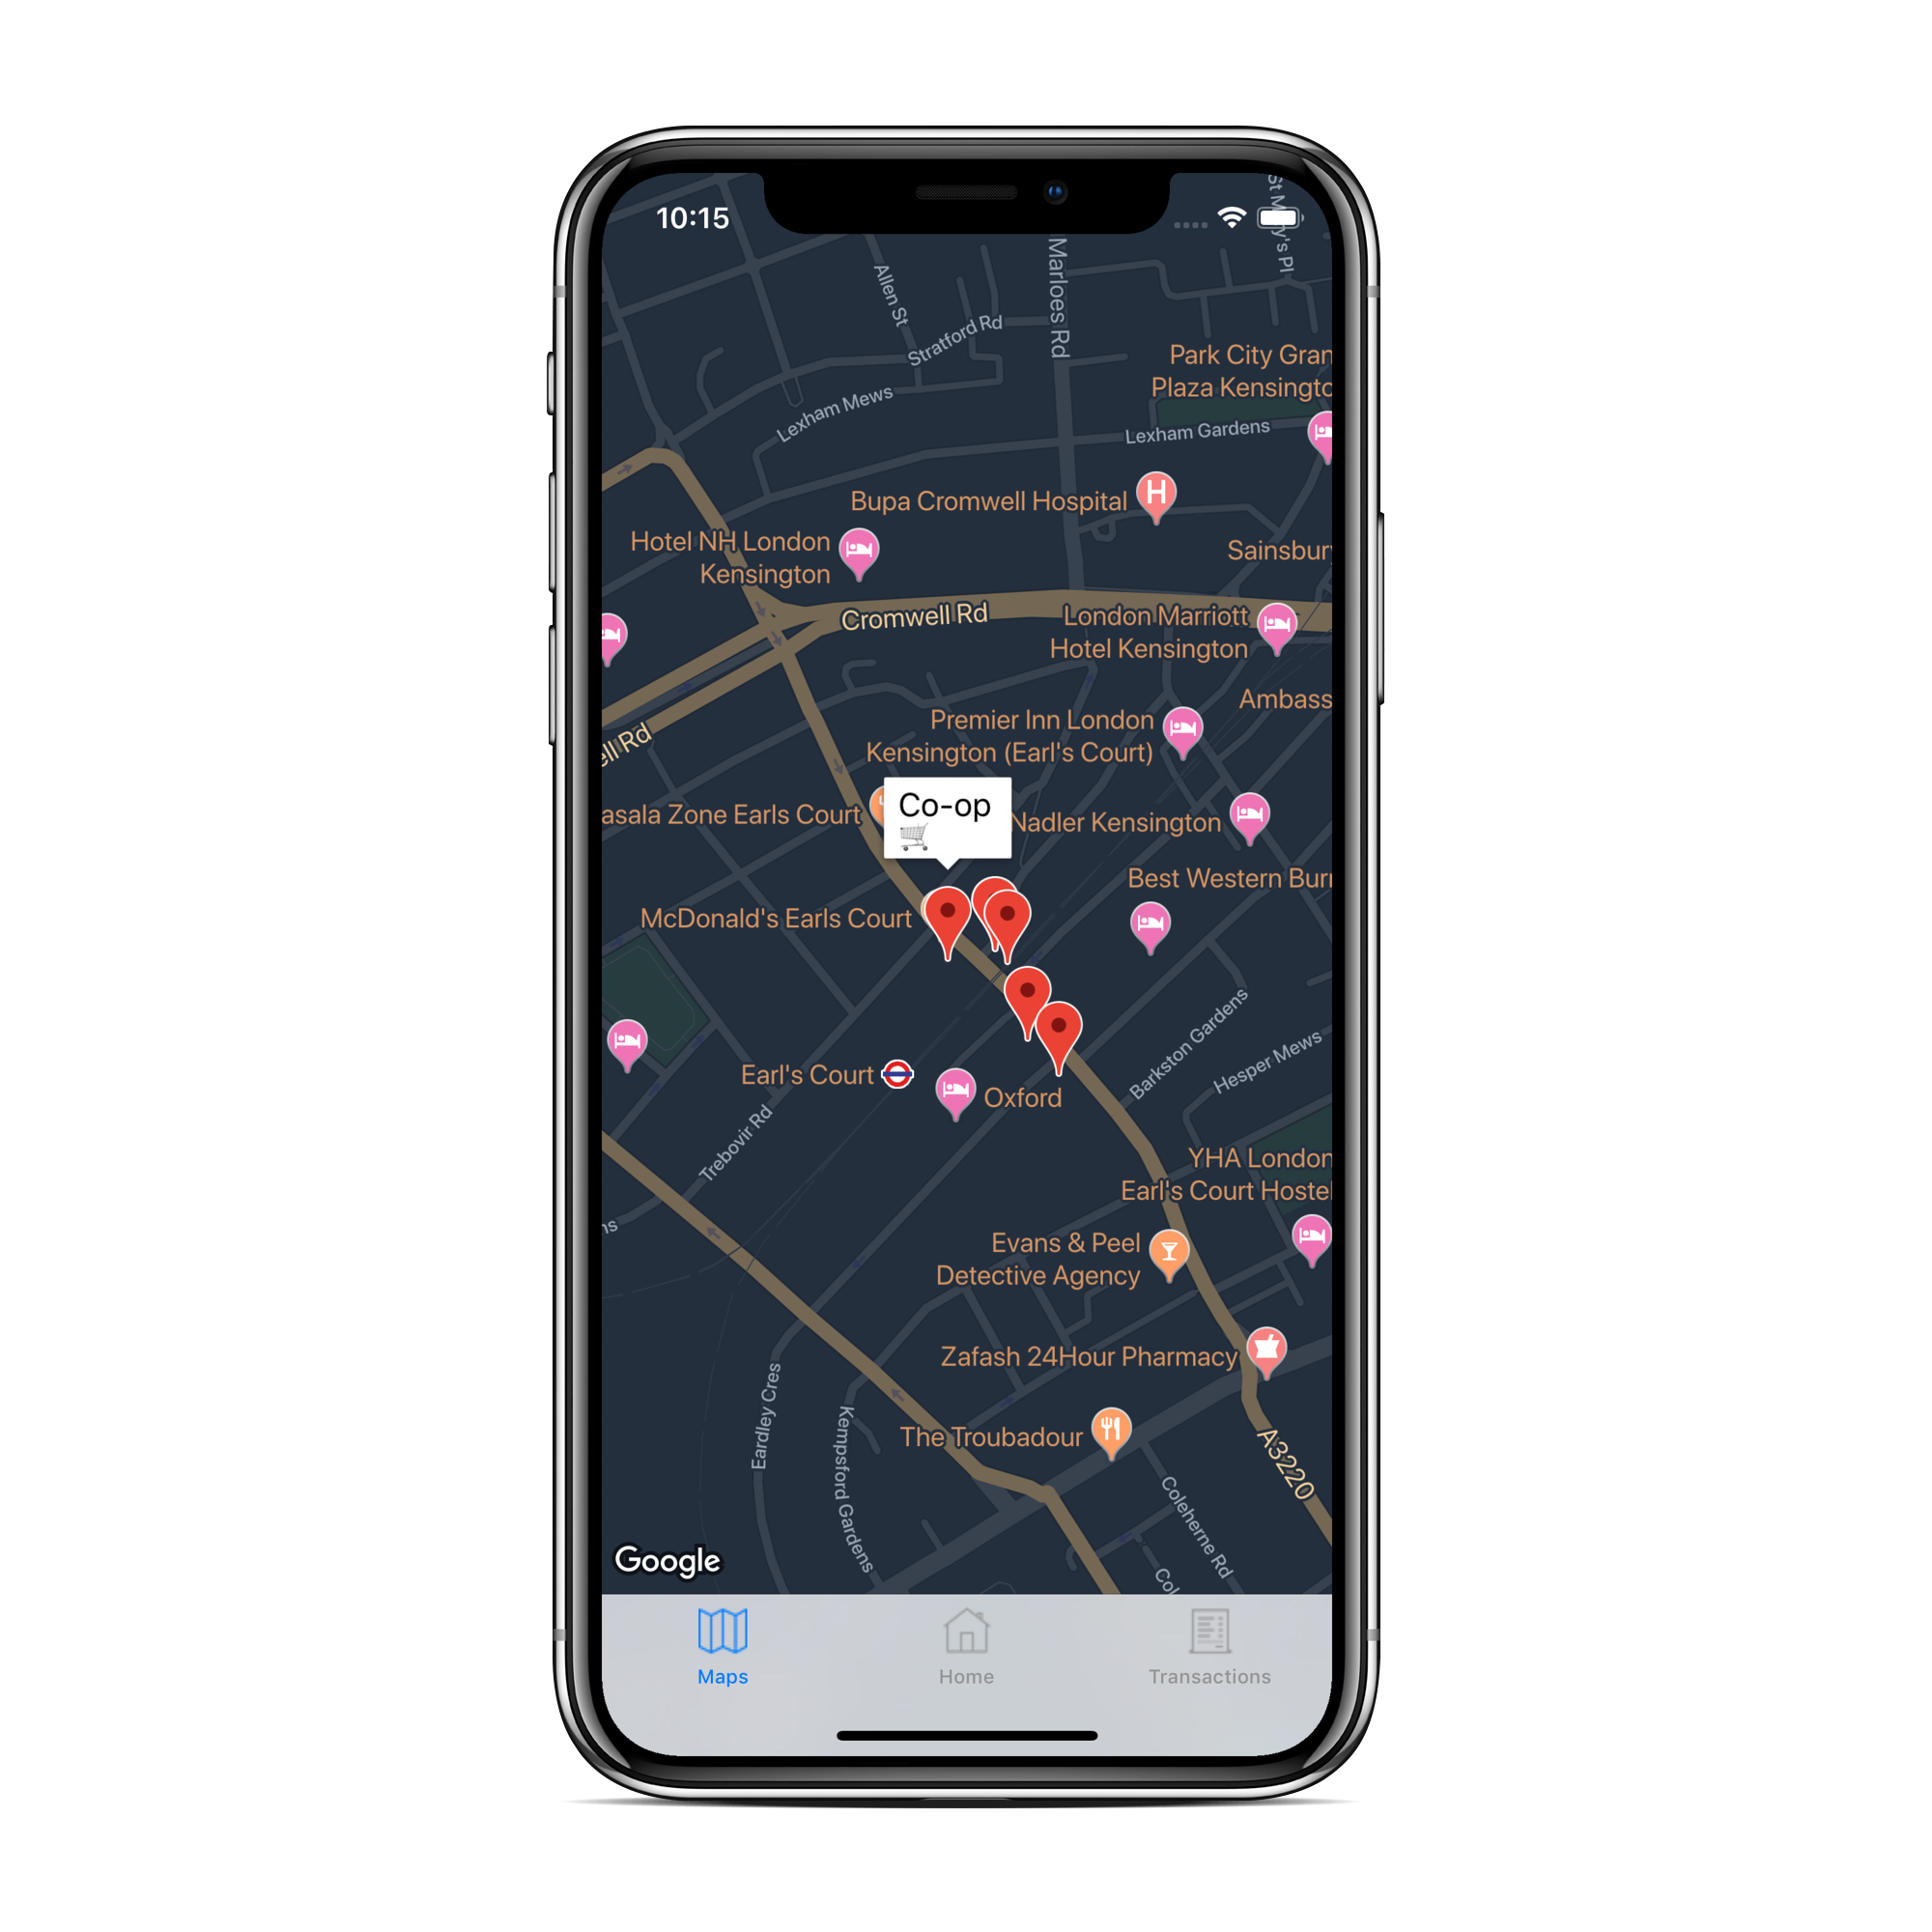 10:15
St Mary's Pl
Allen St
Marloes Rd
Stratford Rd
Park City Gran
Plaza Kensingto
Lexham Mews
Lexham Gardens
Bupa Cromwell Hospital
H
Hotel NH London
Kensington
Sainsbury
Cromwell Rd
London Marriott
Hotel Kensington
Ambass
Premier Inn London
Kensington (Earl's Court)
ell Rd
Co-op
asala Zone Earls Court
Nadler Kensington
Best Western Burn
McDonald's Earls Court
Barkston Gardens
Hesper Mews
Earl's Court
Oxford
Trebovir Rd
YHA London
Earl's Court Hostel
ns
Evans & Peel
Detective Agency
Zafash 24Hour Pharmacy
Eardley Cres
Kempsford Gardens
The Troubadour
A3220
Coleherne Rd
Col
Google
Maps
Home
Transactions